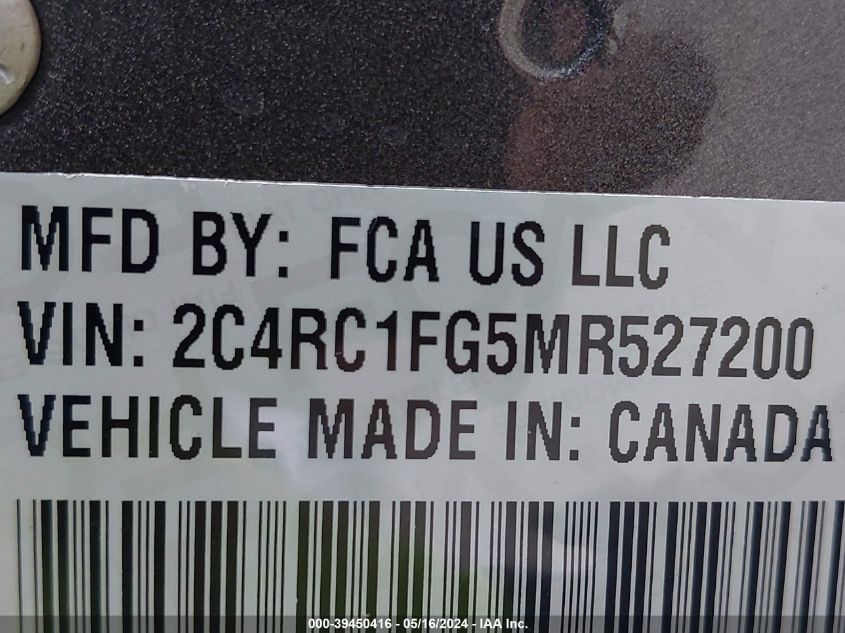 MFD BY: FCA US LLC
VIN: 2C4RC1FG5MR527200
VEHICLE MADE IN: CANADA
000-39450416 - 05/16/2024 - IAA Inc.